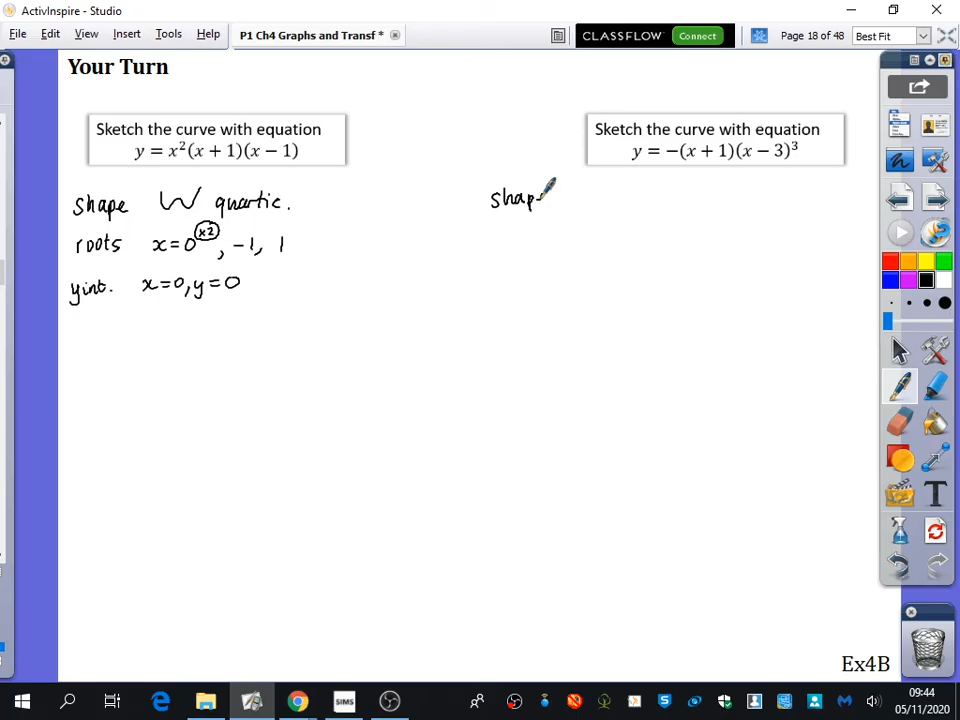 ActivInspire - Studio
File Edit View Insert Tools Help
P1 Ch4 Graphs and Transf *
CLASSFLOW Connect
Page 18 of 48
Best Fit
Your Turn
Sketch the curve with equation
y = x²(x + 1)(x − 1)
Sketch the curve with equation
y = −(x + 1)(x − 3)³
shape W quartic.
roots x=0 (x2), -1, 1
yint. x=0, y=0
shap
T
Ex4B
SIMS
09:44
05/11/2020